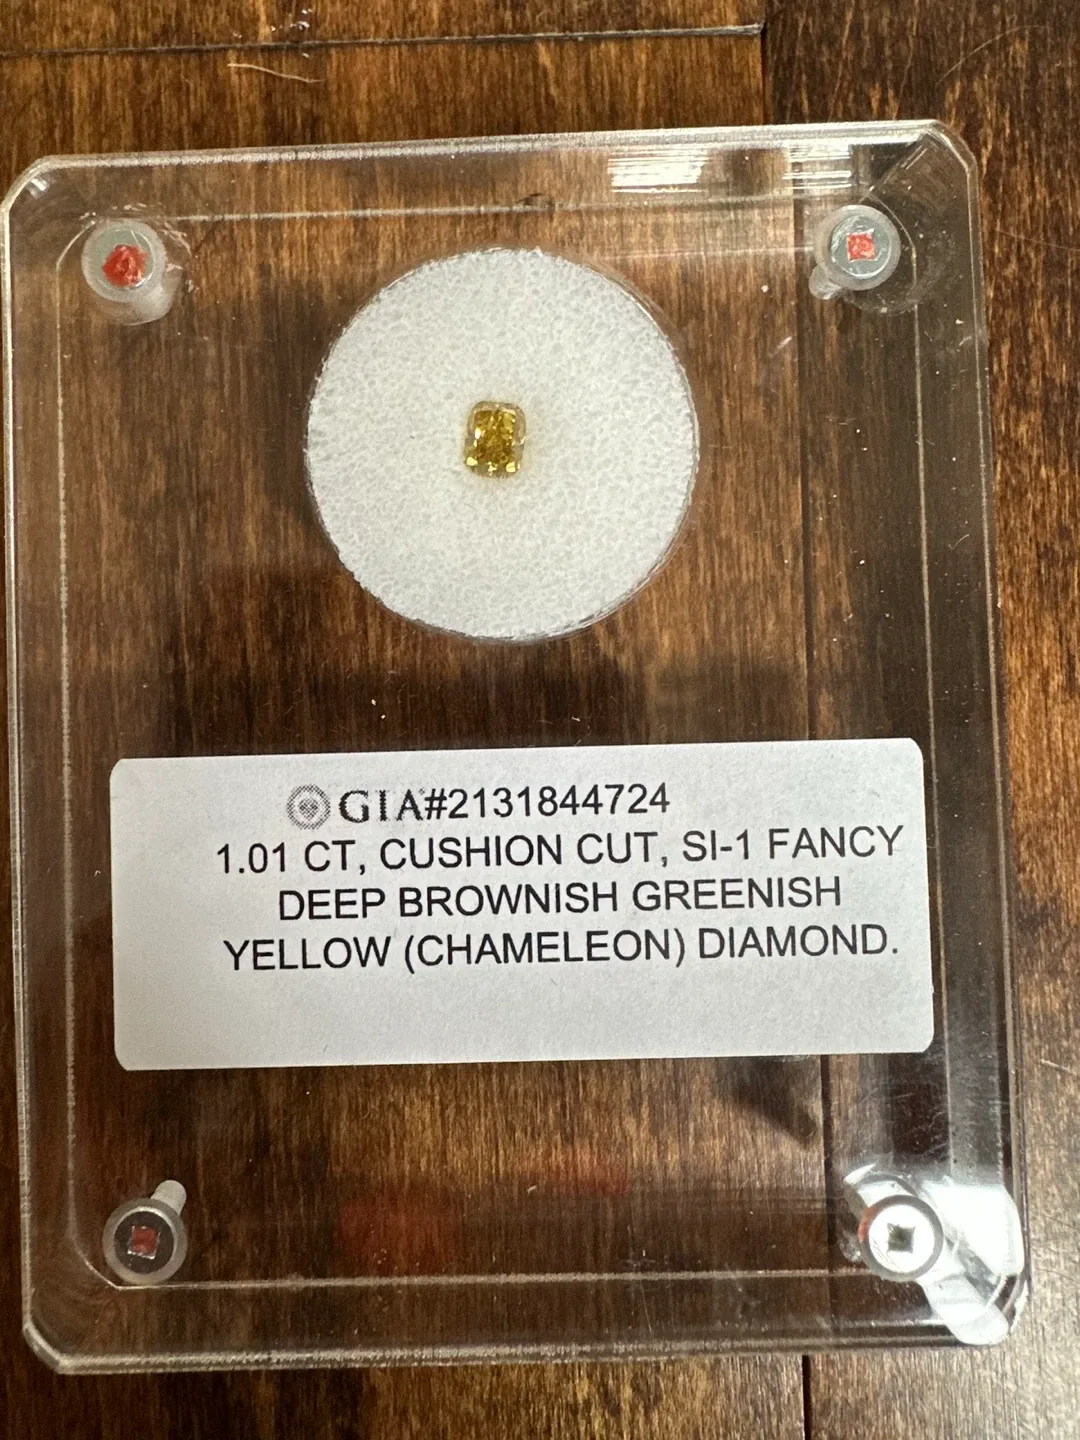 GIA#2131844724
1.01 CT, CUSHION CUT, SI-1 FANCY
DEEP BROWNISH GREENISH
YELLOW (CHAMELEON) DIAMOND.